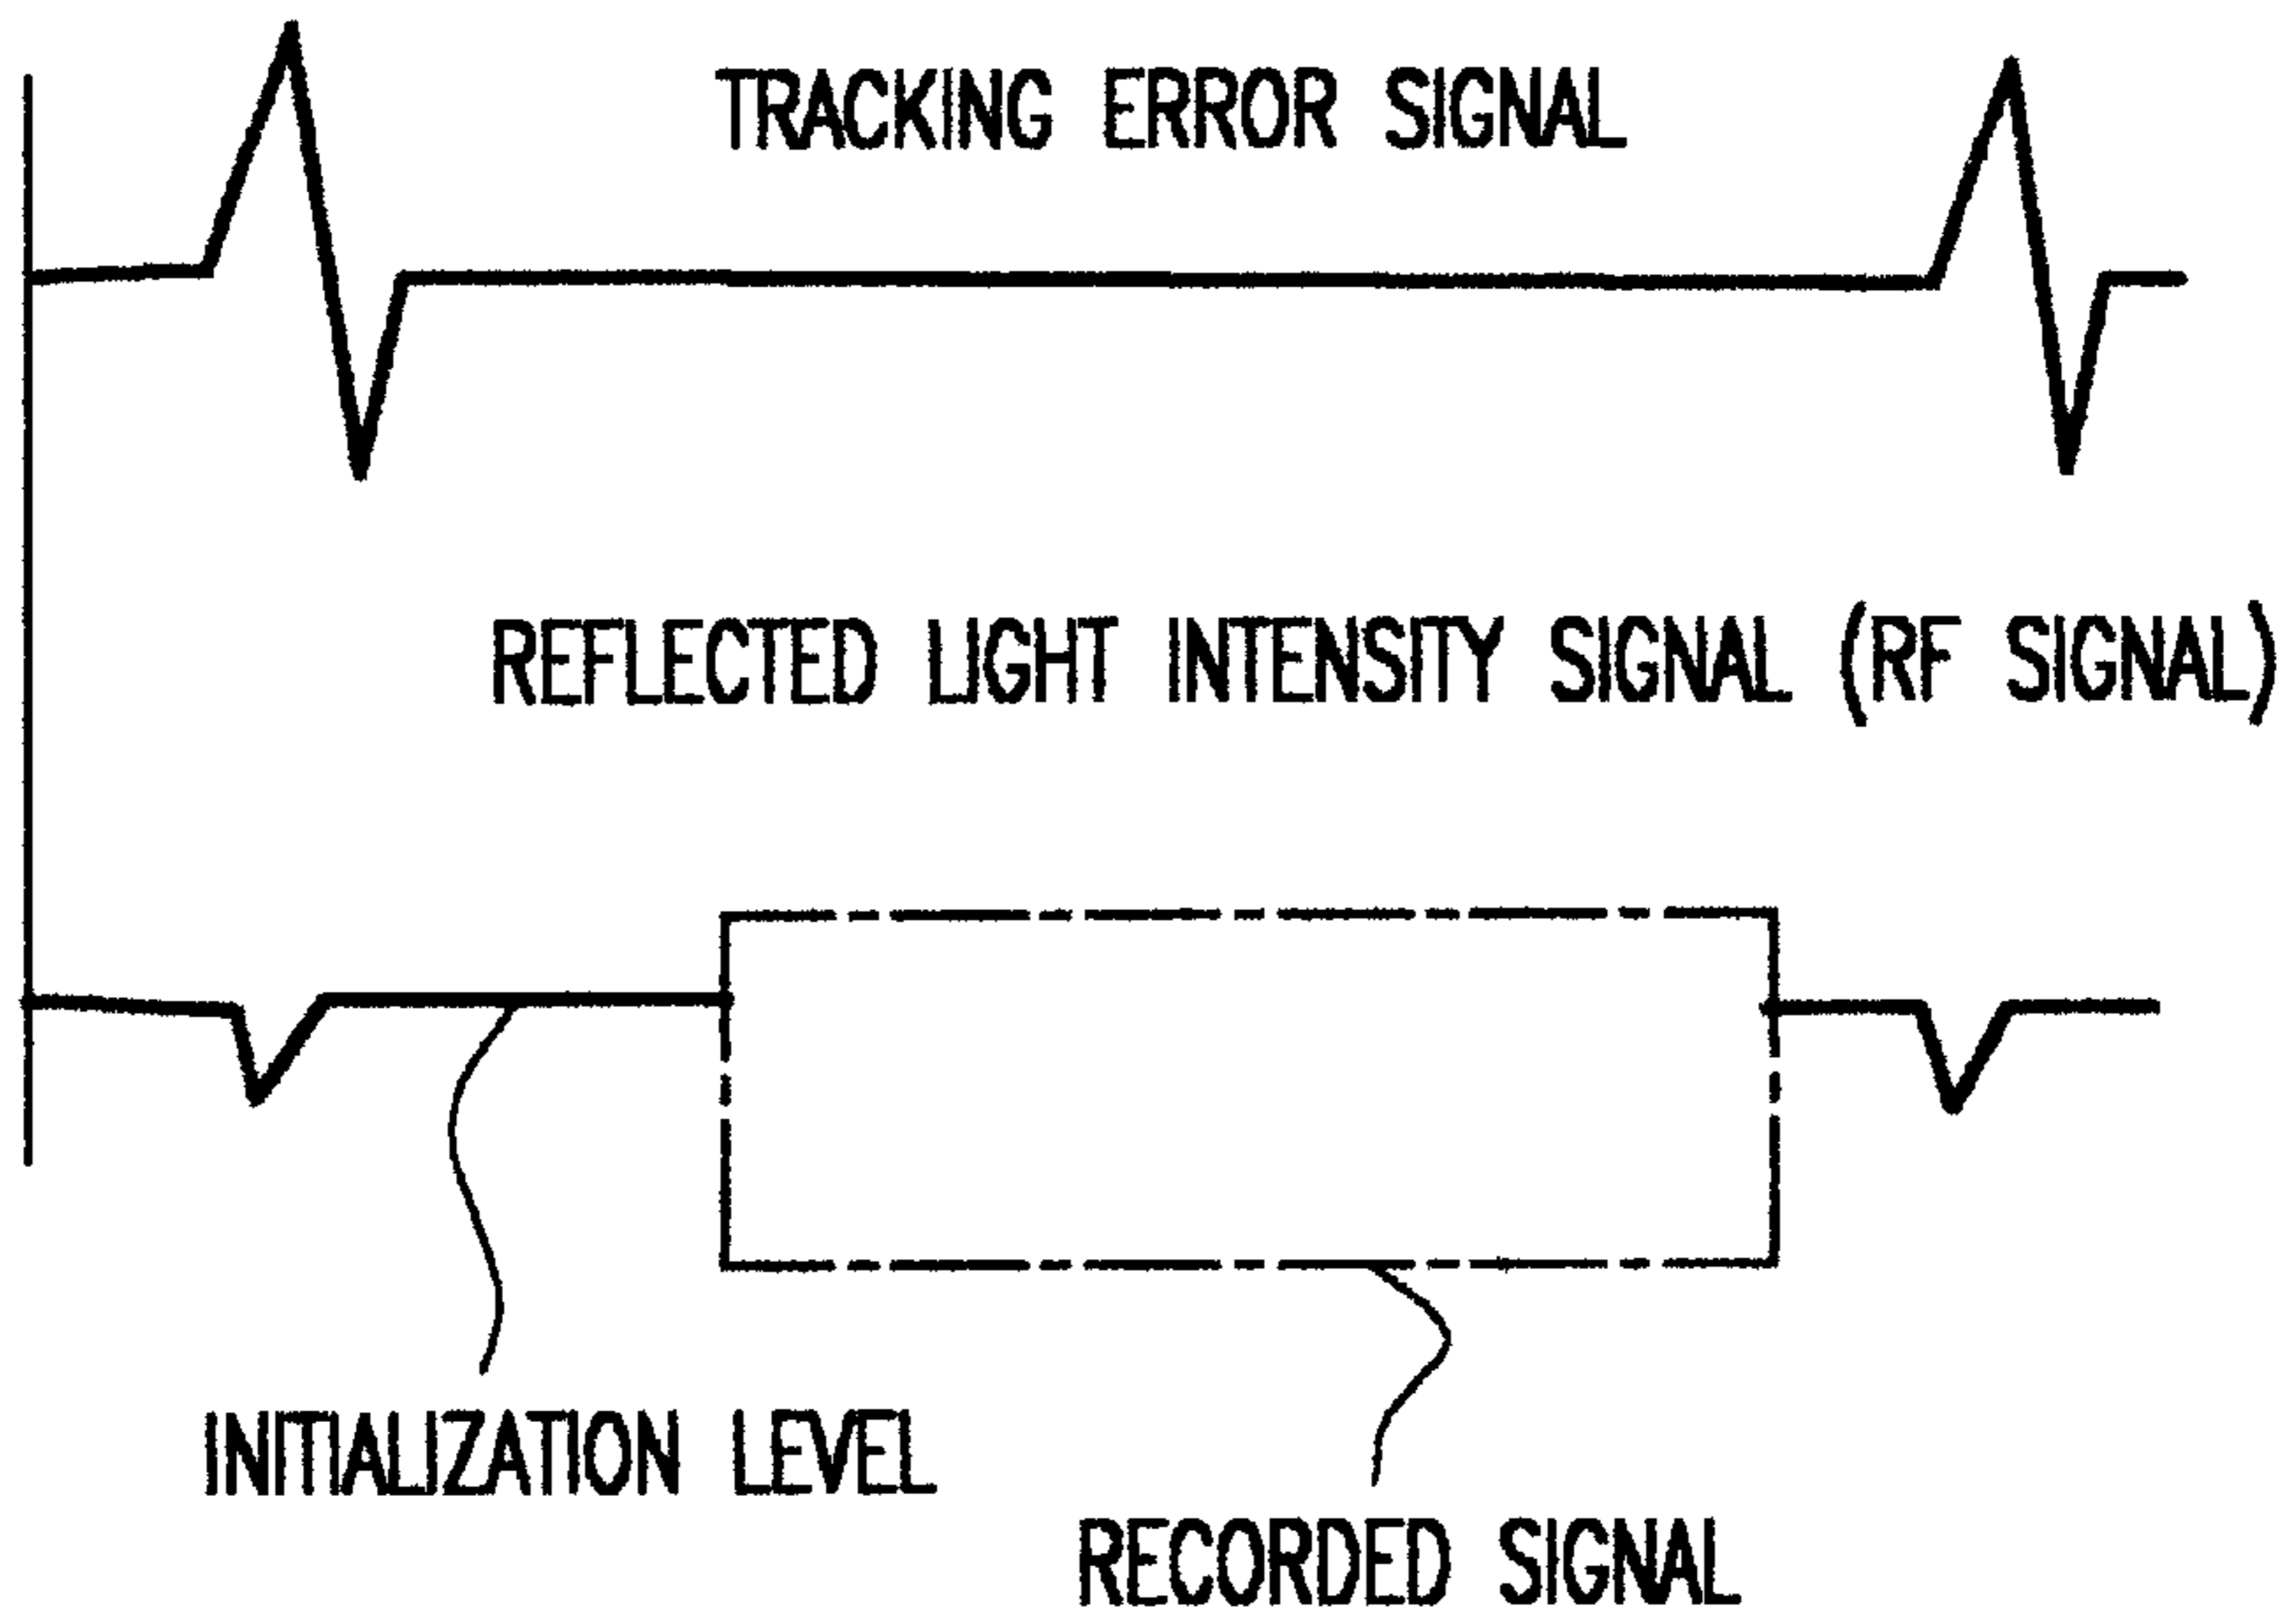 TRACKING ERROR SIGNAL
REFLECTED LIGHT INTENSITY SIGNAL (RF SIGNAL)
INITIALIZATION LEVEL
RECORDED SIGNAL